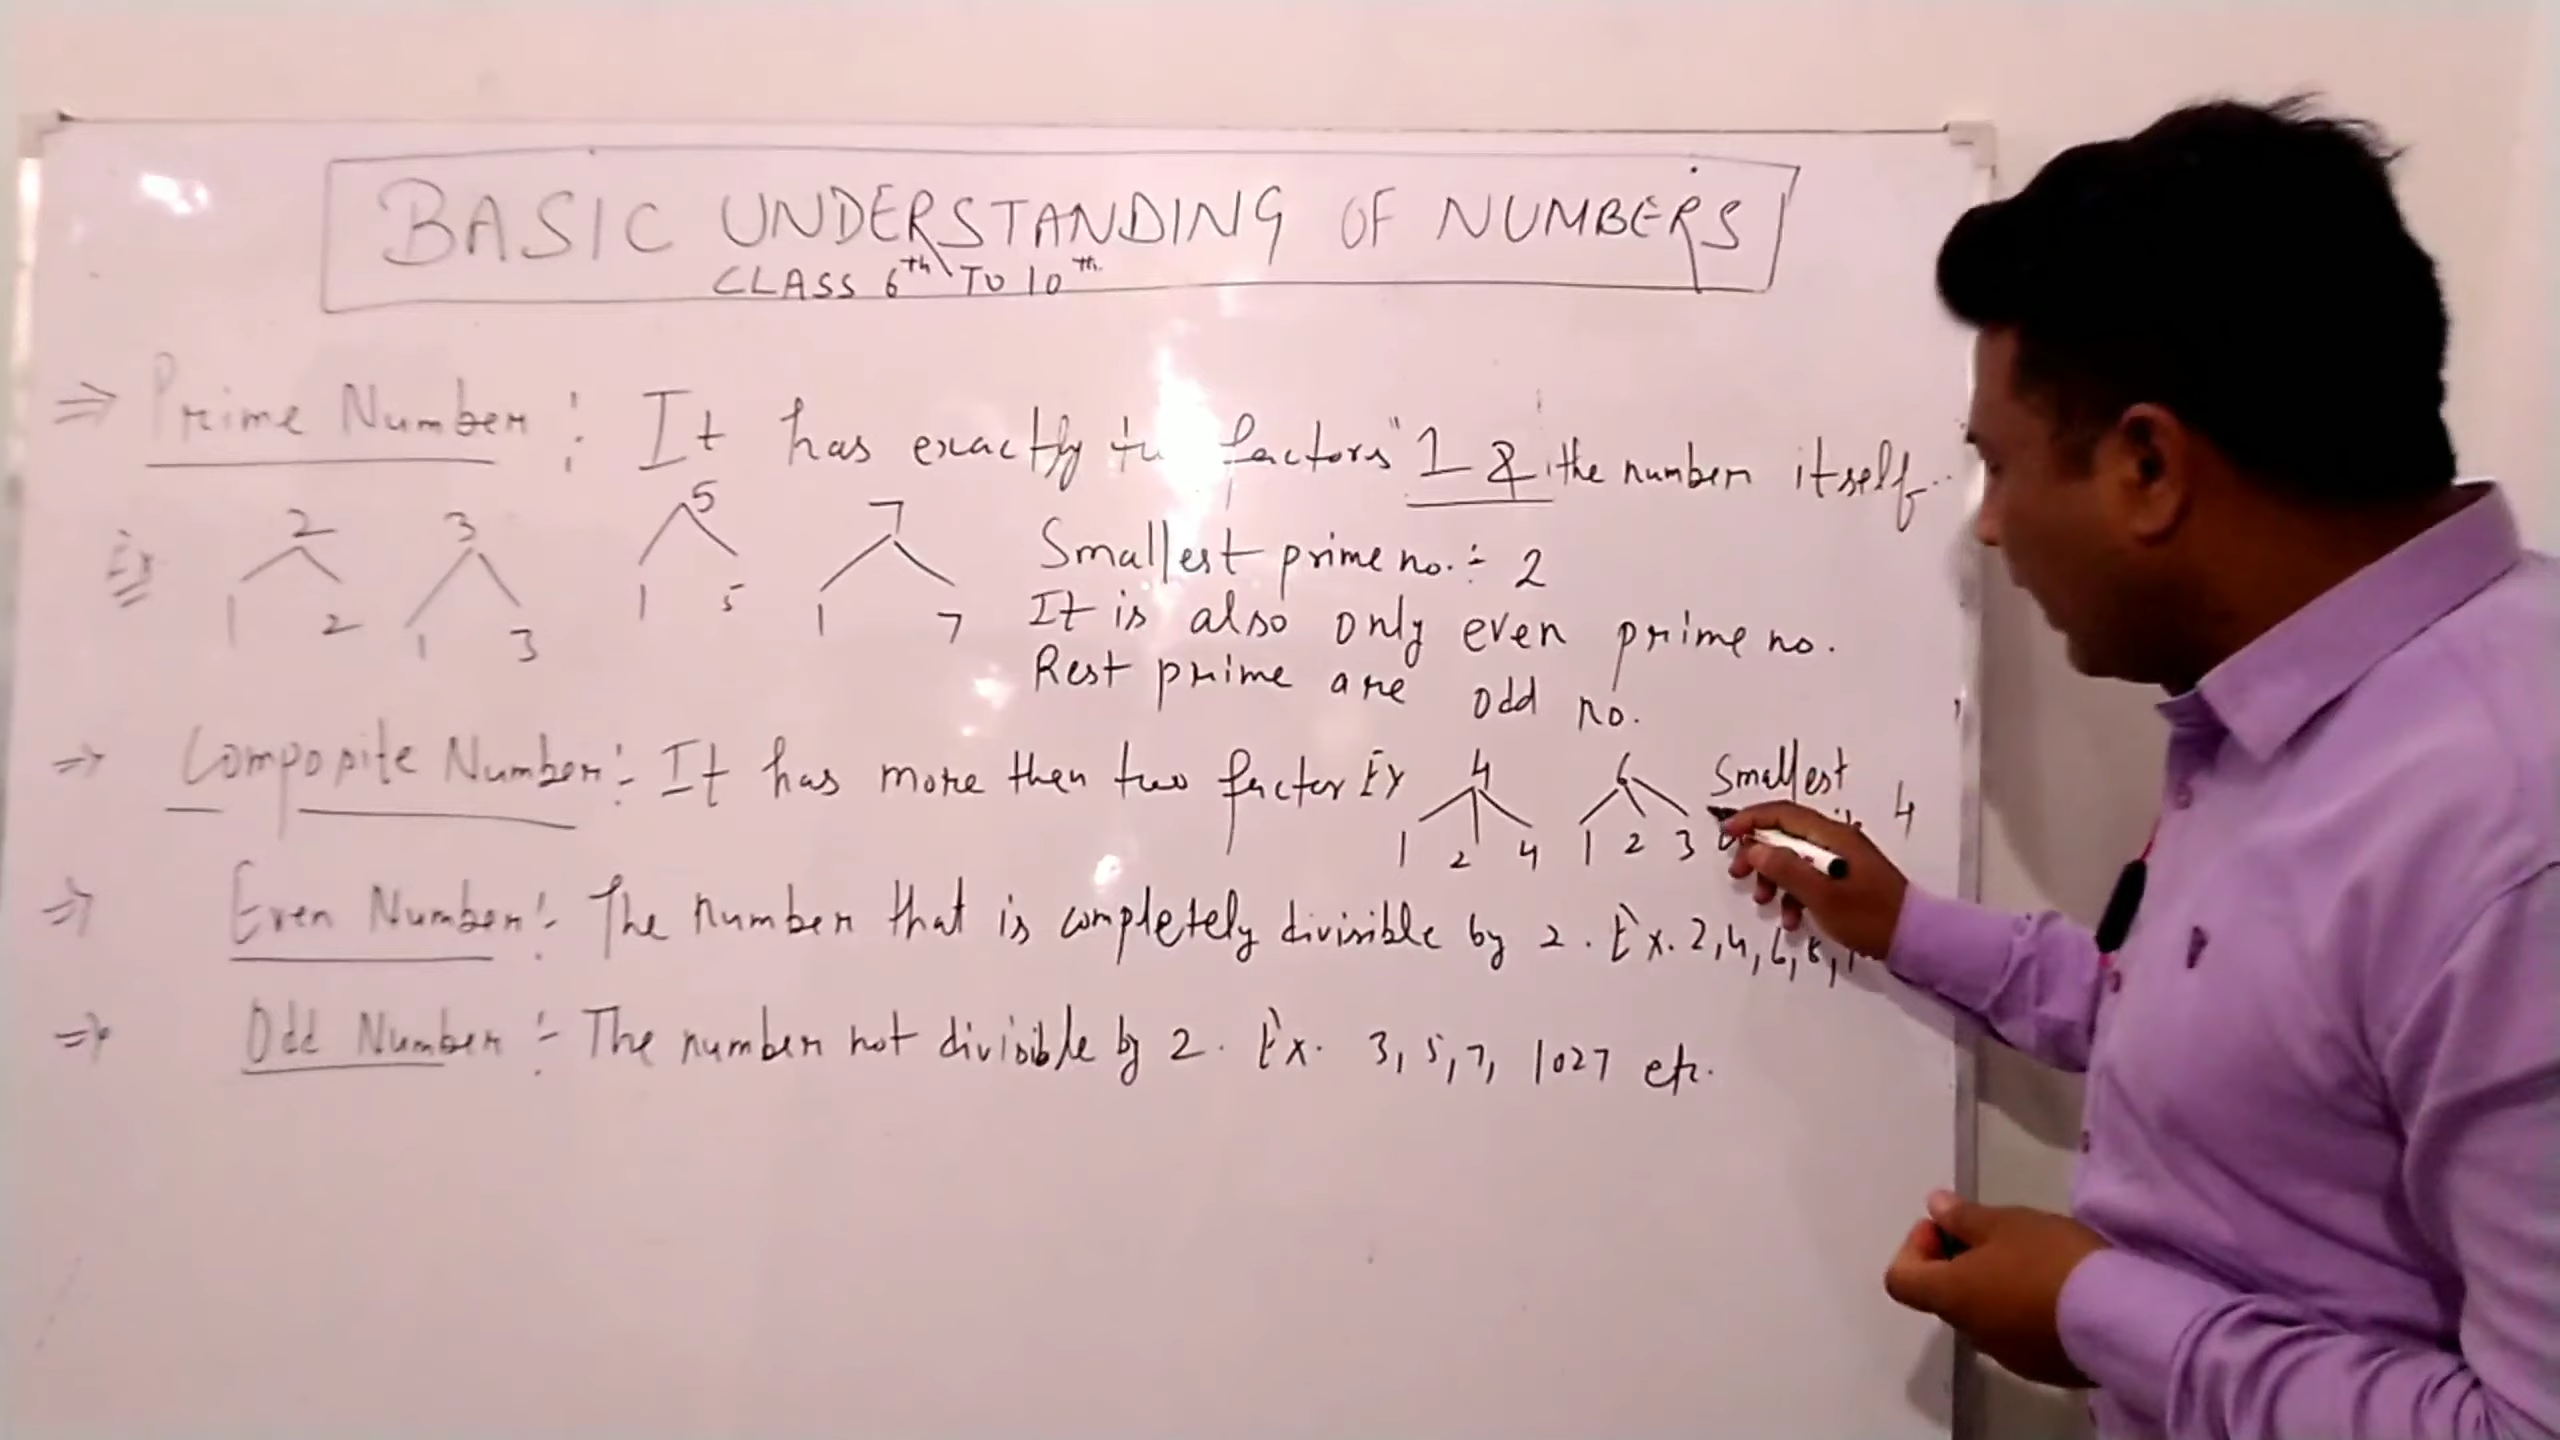 BASIC UNDERSTANDING OF NUMBERS
CLASS 6th TO 10th
⇒ Prime Number : It has exactly factors "1 & the number itself..
Ex 2 3 5 7
1 2 1 3 1 5 1 7
Smallest prime no. :- 2
It is also only even prime no.
Rest prime are odd no.
⇒ Composite Number :- It has more then two factor Ex 4 6 Smallest
1 2 4 1 2 3 4
⇒ Even Number :- The number that is completely divisible by 2. Ex. 2, 4, 6, 8,
⇒ Odd Number :- The number not divisible by 2. Ex. 3, 5, 7, 1027 etc.